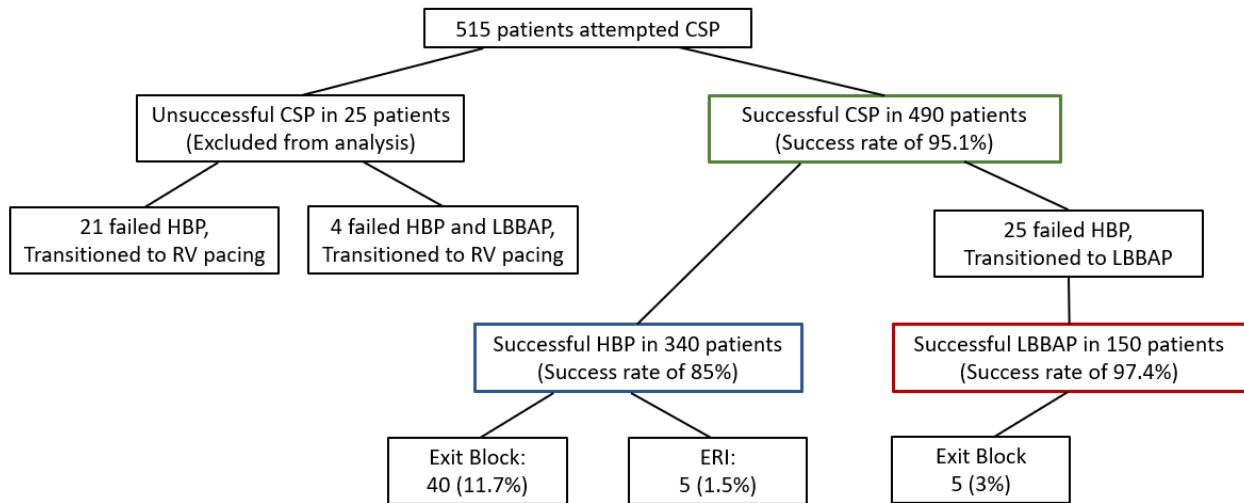 515 patients attempted CSP
Unsuccessful CSP in 25 patients
(Excluded from analysis)
Successful CSP in 490 patients
(Success rate of 95.1%)
21 failed HBP,
Transitioned to RV pacing
4 failed HBP and LBBAP,
Transitioned to RV pacing
25 failed HBP,
Transitioned to LBBAP
Successful HBP in 340 patients
(Success rate of 85%)
Successful LBBAP in 150 patients
(Success rate of 97.4%)
Exit Block:
40 (11.7%)
ERI:
5 (1.5%)
Exit Block
5 (3%)